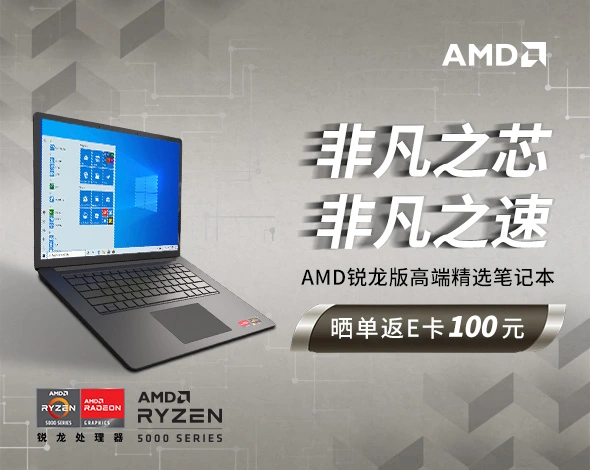 AMD
非凡之芯
非凡之速
AMD锐龙版高端精选笔记本
晒单返E卡100元
AMD
RYZEN
5000 SERIES
AMD
RADEON
GRAPHICS
锐龙处理器
AMD
RYZEN
5000 SERIES